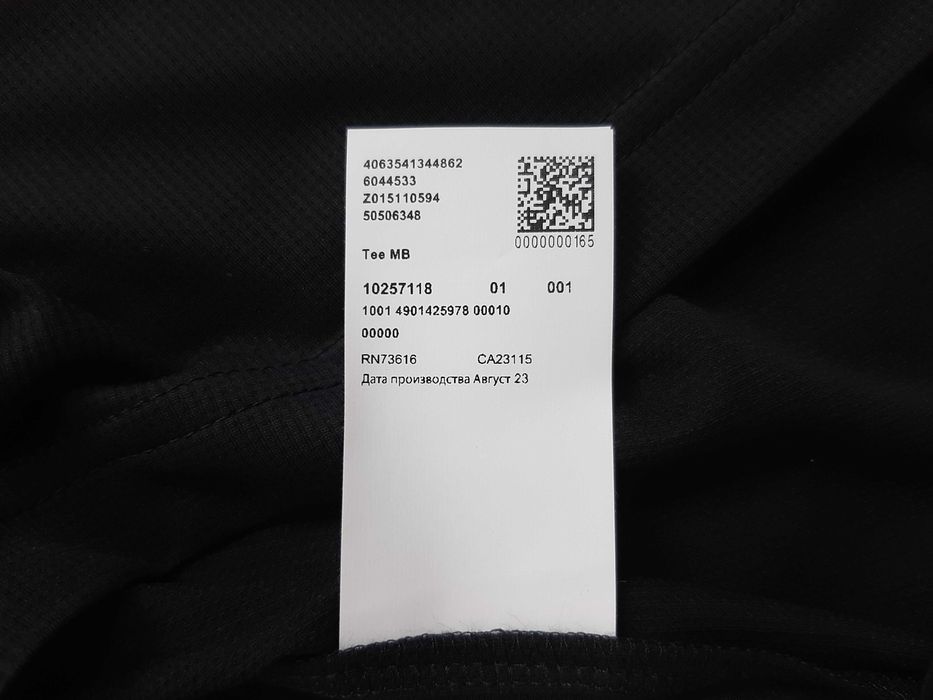 4063541344862
6044533
Z015110594
50506348
0000000165
Tee MB
10257118 01 001
1001 4901425978 00010
00000
RN73616 CA23115
Дата производства Август 23